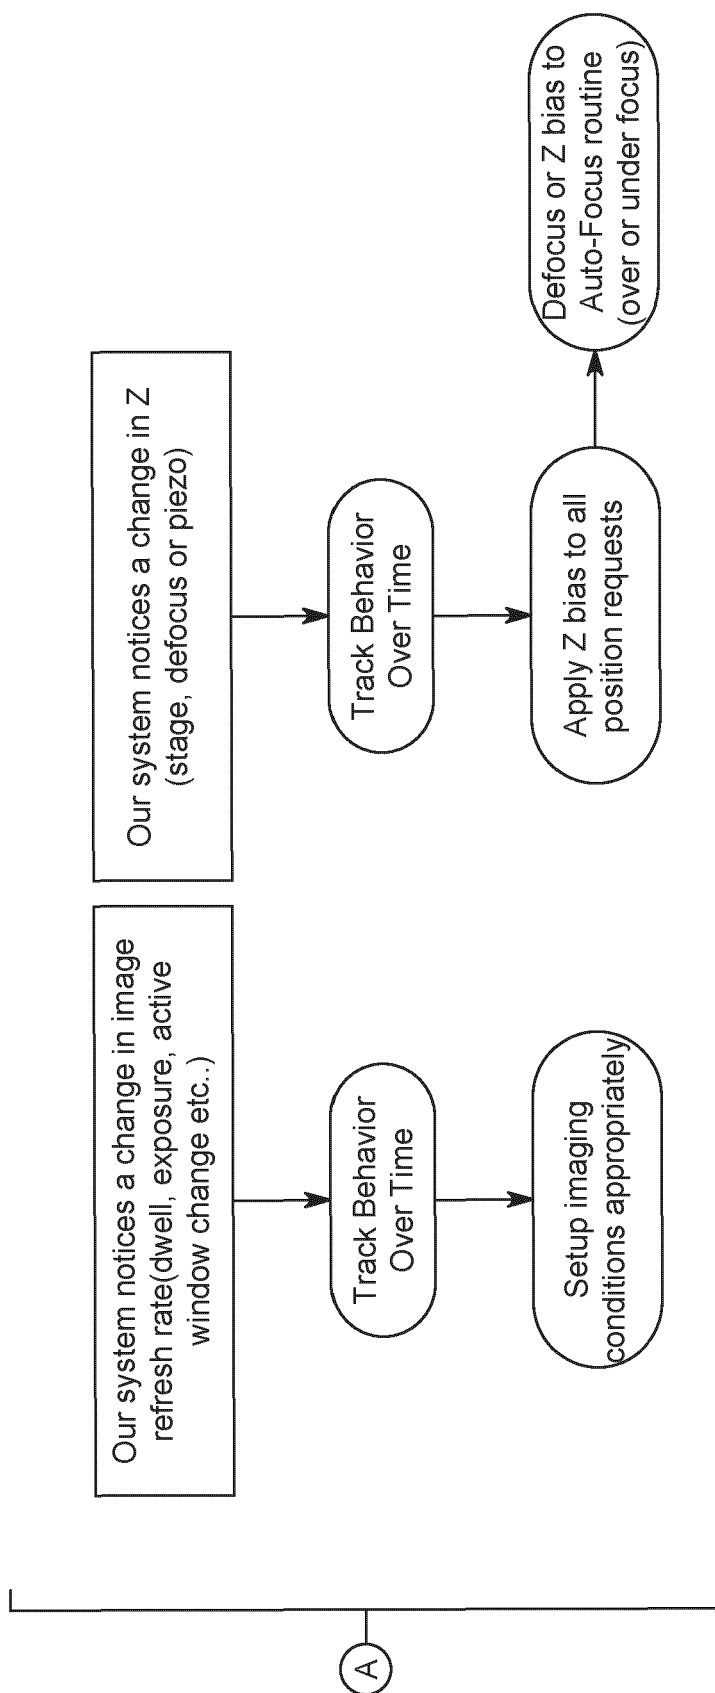 A
Our system notices a change in image
refresh rate(dwell, exposure, active
window change etc..)
Track Behavior
Over Time
Setup imaging
conditions appropriately
Our system notices a change in Z
(stage, defocus or piezo)
Track Behavior
Over Time
Apply Z bias to all
position requests
Defocus or Z bias to
Auto-Focus routine
(over or under focus)